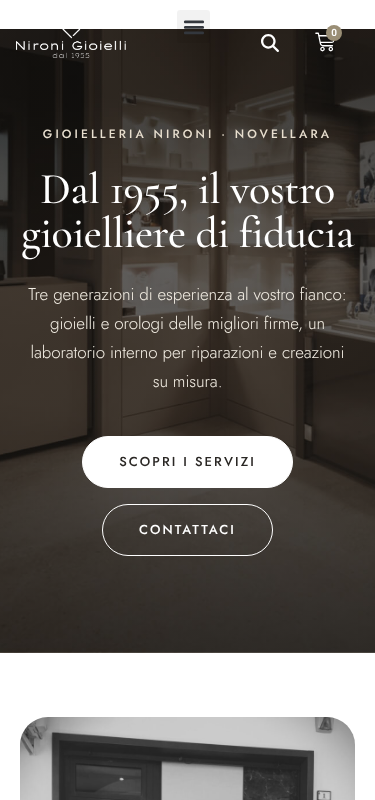 Nironi Gioielli
dal 1955
0
GIOIELLERIA NIRONI · NOVELLARA
Dal 1955, il vostro
gioielliere di fiducia
Tre generazioni di esperienza al vostro fianco:
gioielli e orologi delle migliori firme, un
laboratorio interno per riparazioni e creazioni
su misura.
SCOPRI I SERVIZI
CONTATTACI